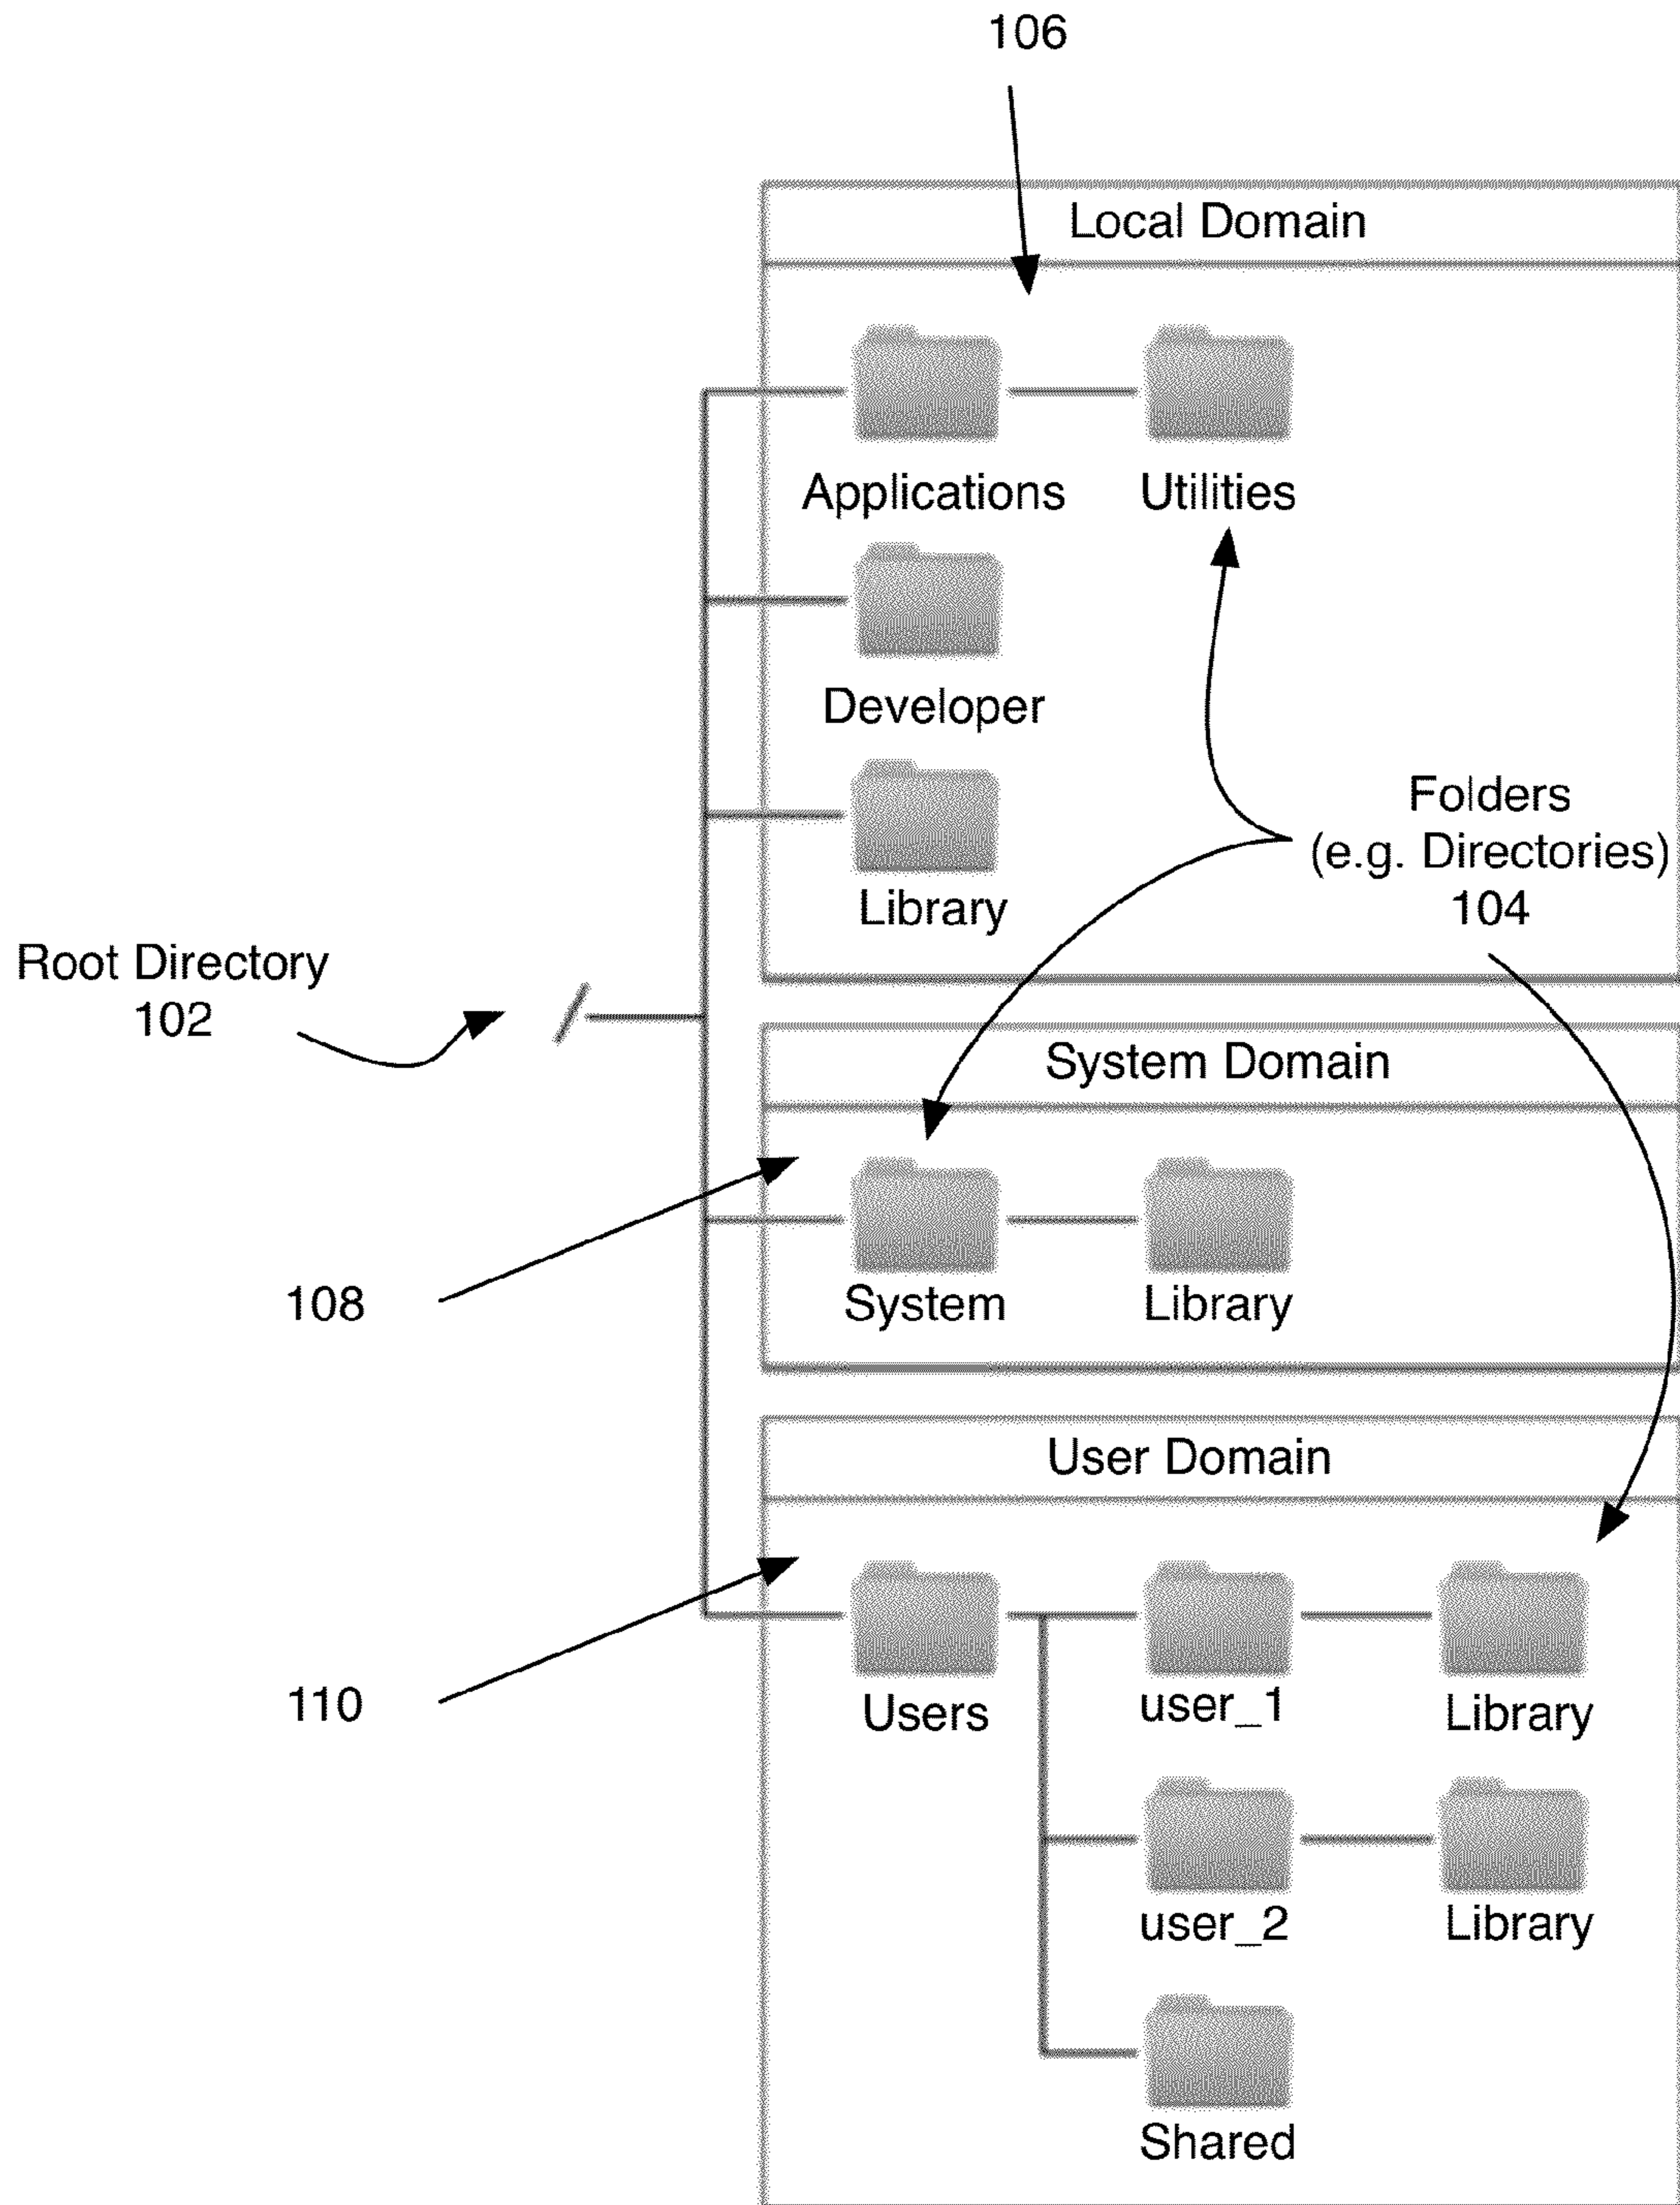 106
Local Domain
Applications
Utilities
Developer
Library
Folders
(e.g. Directories)
104
Root Directory
102
/
System Domain
System
Library
108
User Domain
Users
user_1
Library
110
user_2
Library
Shared